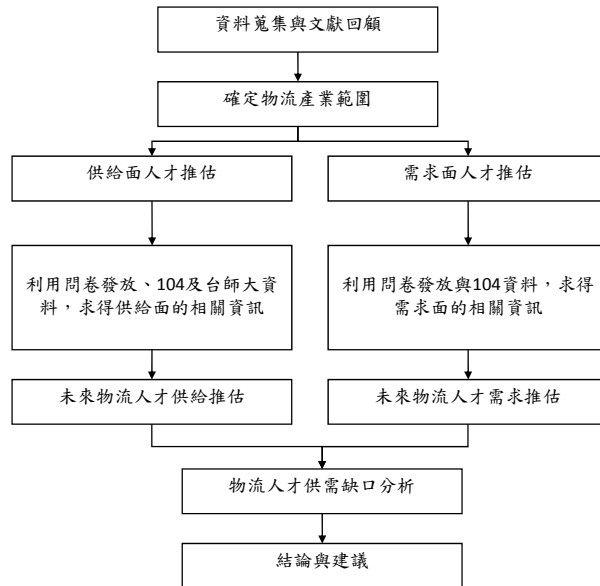 資料蒐集與文獻回顧
確定物流產業範圍
供給面人才推估
需求面人才推估
利用問卷發放、104及台師大資
料，求得供給面的相關資訊
利用問卷發放與104資料，求得
需求面的相關資訊
未來物流人才供給推估
未來物流人才需求推估
物流人才供需缺口分析
結論與建議